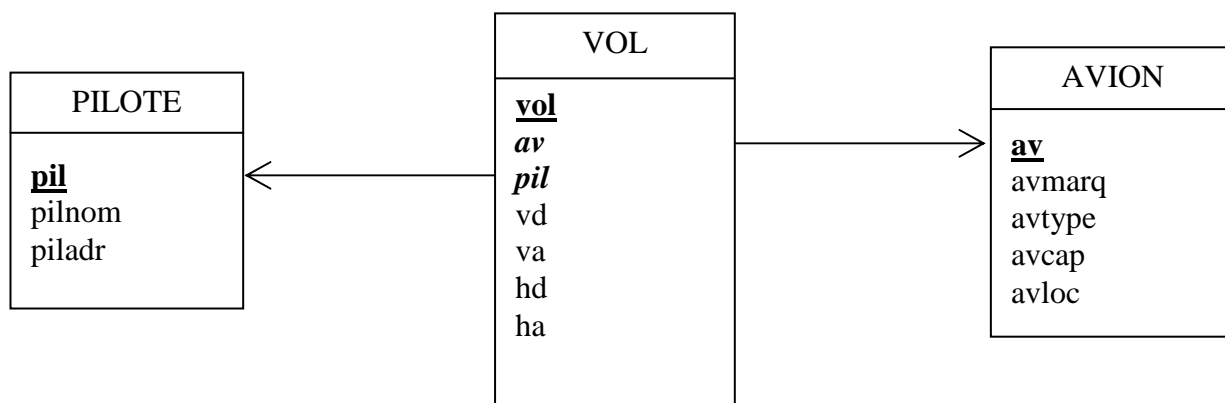 PILOTE
pil
pilnom
piladr
VOL
vol
av
pil
vd
va
hd
ha
AVION
av
avmarq
avtype
avcap
avloc